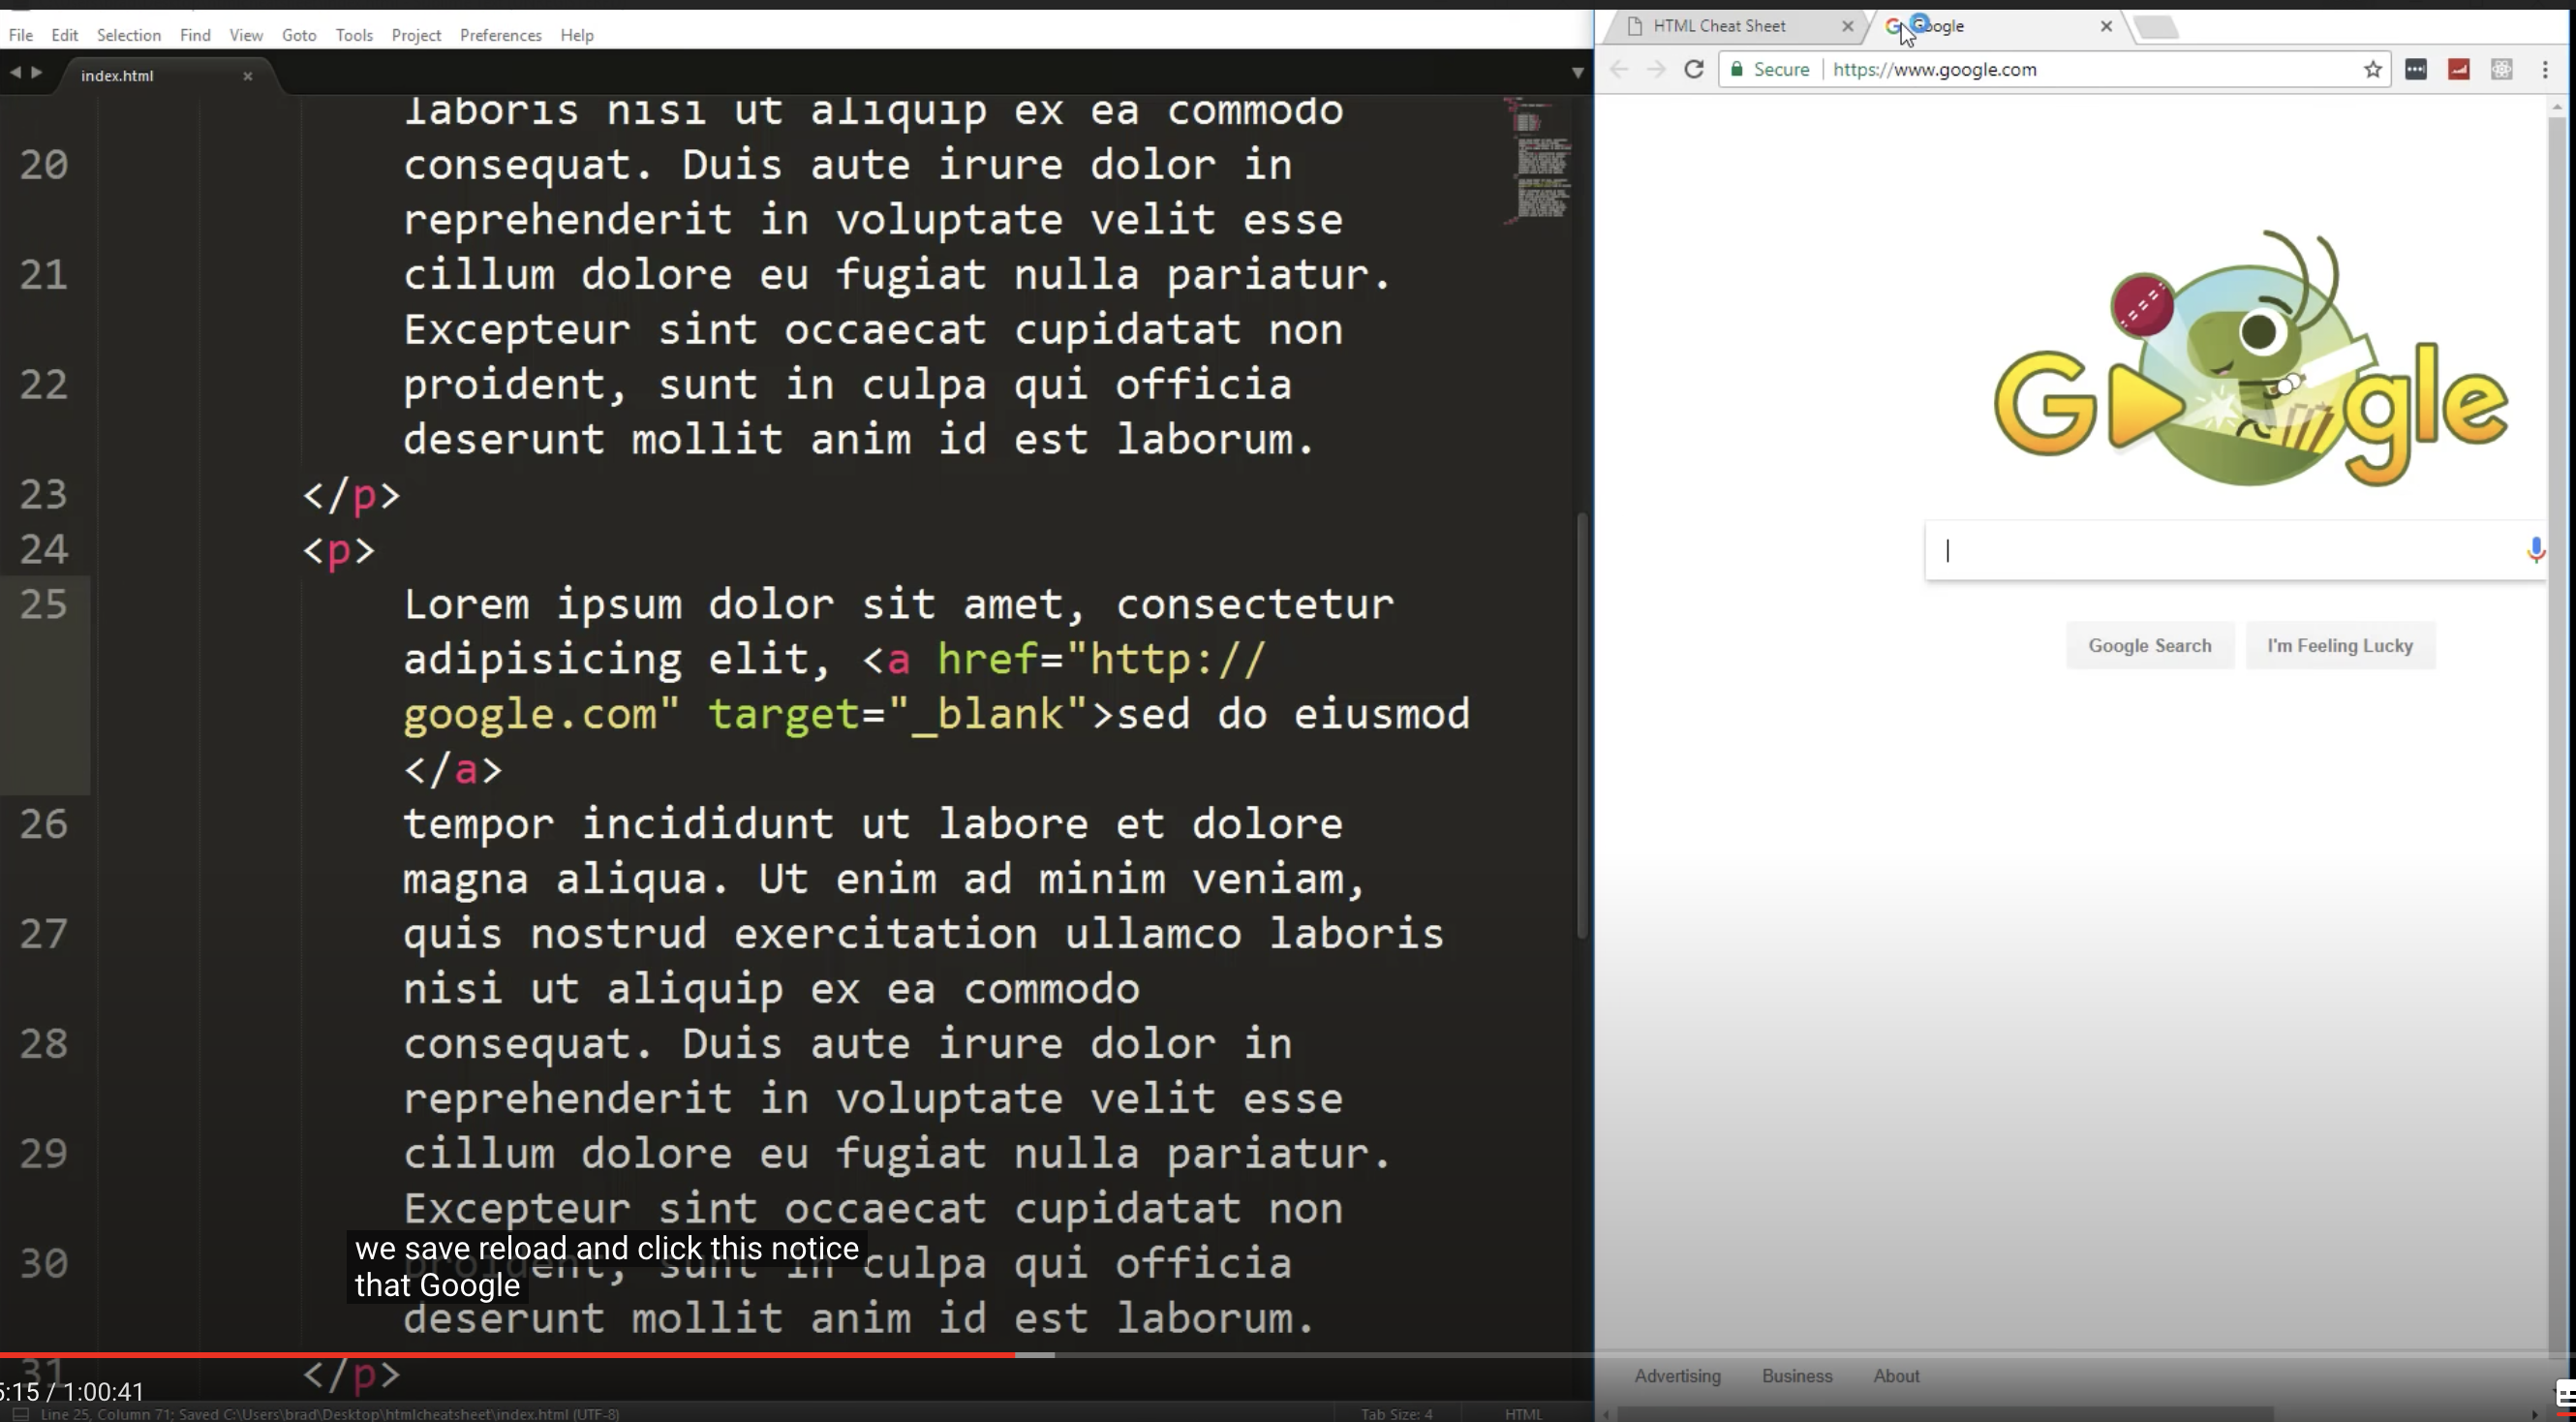 File Edit Selection Find View Goto Tools Project Preferences Help
index.html
laboris nisi ut aliquip ex ea commodo
20 consequat. Duis aute irure dolor in
reprehenderit in voluptate velit esse
21 cillum dolore eu fugiat nulla pariatur.
Excepteur sint occaecat cupidatat non
22 proident, sunt in culpa qui officia
deserunt mollit anim id est laborum.
23 </p>
24 <p>
25 Lorem ipsum dolor sit amet, consectetur
adipisicing elit, <a href="http://
google.com" target="_blank">sed do eiusmod
</a>
26 tempor incididunt ut labore et dolore
magna aliqua. Ut enim ad minim veniam,
27 quis nostrud exercitation ullamco laboris
nisi ut aliquip ex ea commodo
28 consequat. Duis aute irure dolor in
reprehenderit in voluptate velit esse
29 cillum dolore eu fugiat nulla pariatur.
Excepteur sint occaecat cupidatat non
30 proident, sunt in culpa qui officia
deserunt mollit anim id est laborum.
31 </p>
we save reload and click this notice
that Google
5:15 / 1:00:41
Line 25, Column 71; Saved C:\Users\brad\Desktop\htmlcheatsheet\index.html (UTF-8) Tab Size: 4 HTML
HTML Cheat Sheet Google
Secure https://www.google.com
Google
Google Search I'm Feeling Lucky
Advertising Business About